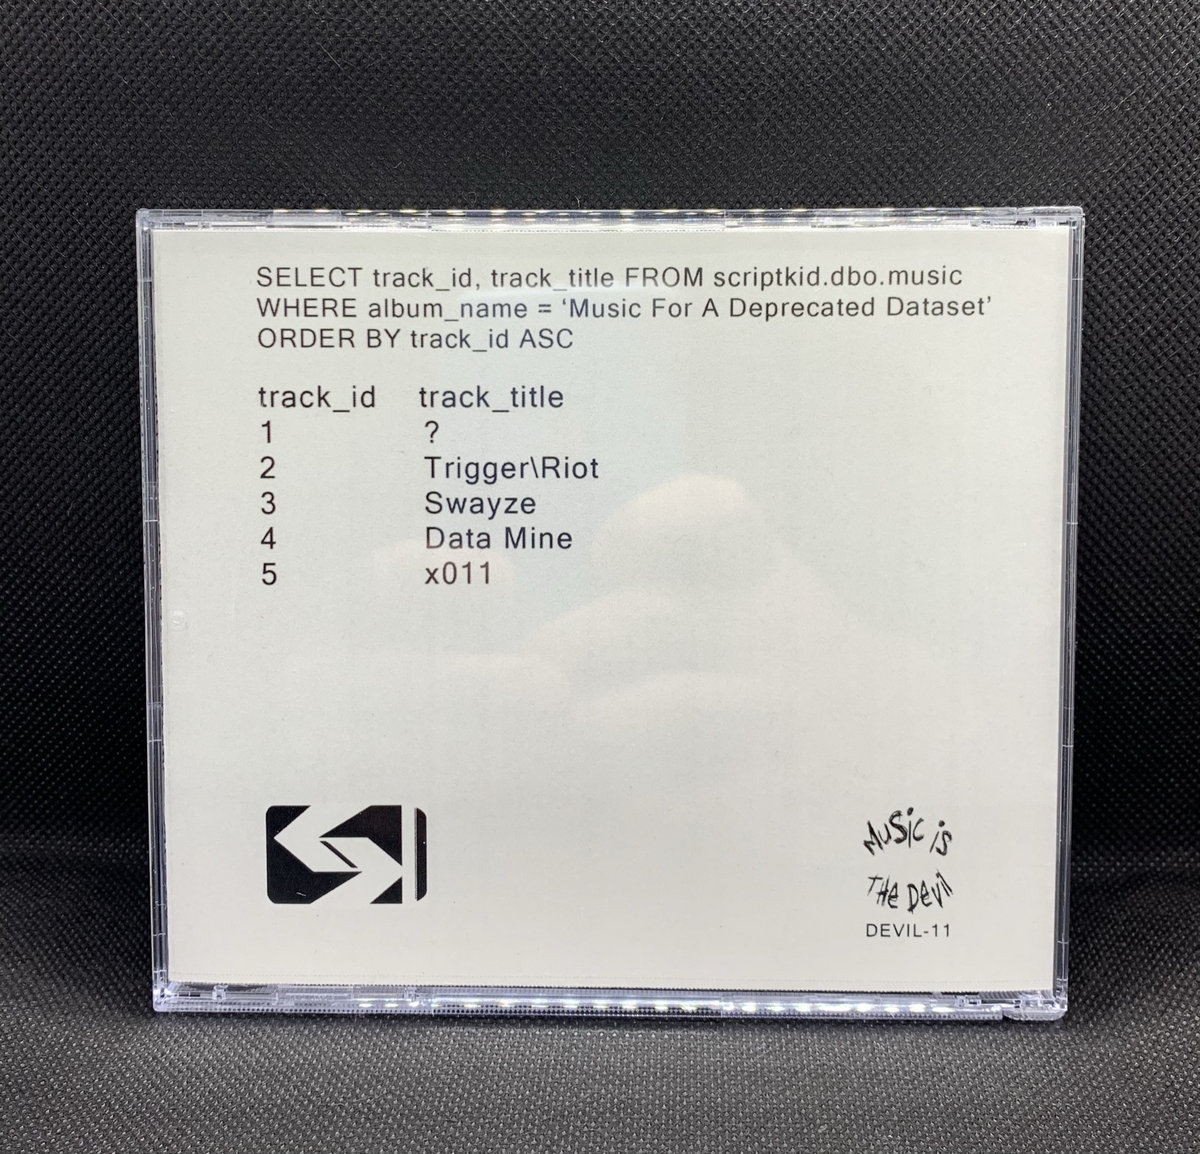 SELECT track_id, track_title FROM scriptkid.dbo.music
WHERE album_name = ‘Music For A Deprecated Dataset’
ORDER BY track_id ASC
track_id track_title
1 ?
2 Trigger\Riot
3 Swayze
4 Data Mine
5 x011
MuSic is
THe DeviL
DEVIL-11